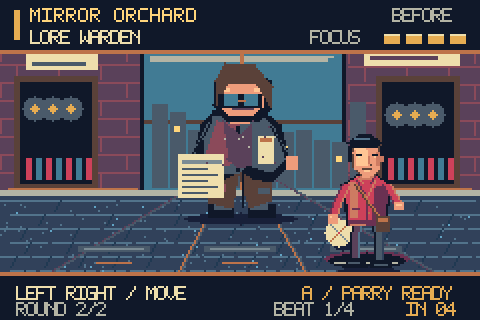 MIRROR ORCHARD
BEFORE
LORE WARDEN
FOCUS
LEFT RIGHT / MOVE
A / PARRY READY
ROUND 2/2
BEAT 1/4
IN 04